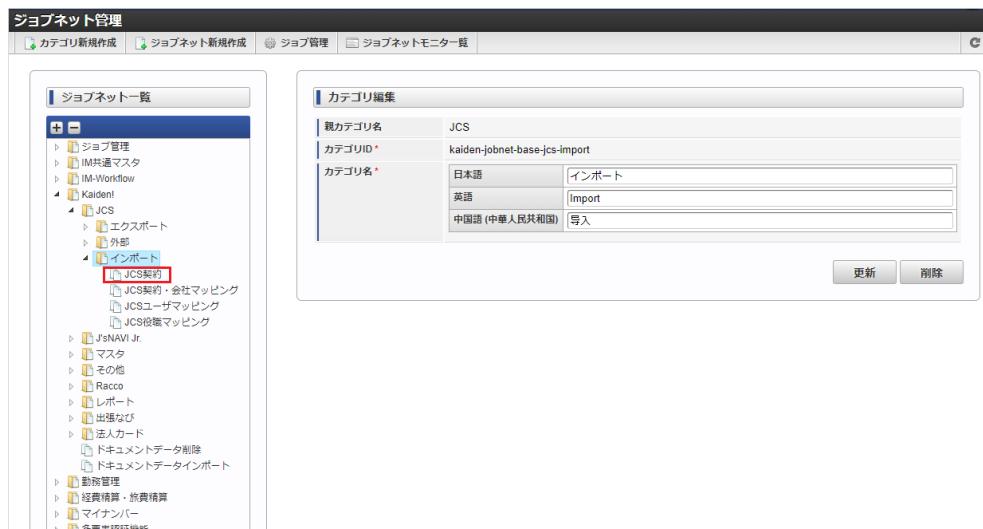 ジョブネット管理
カテゴリ新規作成
ジョブネット新規作成
ジョブ管理
ジョブネットモニター覧
ジョブネット一覧
ジョブ管理
IM共通マスタ
IM-Workflow
Kaiden!
JCS
エクスポート
外部
インポート
JCS契約
JCS契約・会社マッピング
JCSユーザマッピング
JCS役職マッピング
J'sNAVI Jr.
マスタ
その他
Racco
レポート
出張なび
法人カード
ドキュメントデータ削除
ドキュメントデータインポート
勤務管理
経費精算・旅費精算
マイナンバー
カテゴリ編集
親カテゴリ名 JCS
カテゴリID* kaiden-jobnet-base-jcs-import
カテゴリ名*
日本語 インポート
英語 Import
中国語 (中華人民共和国) 导入
更新 削除